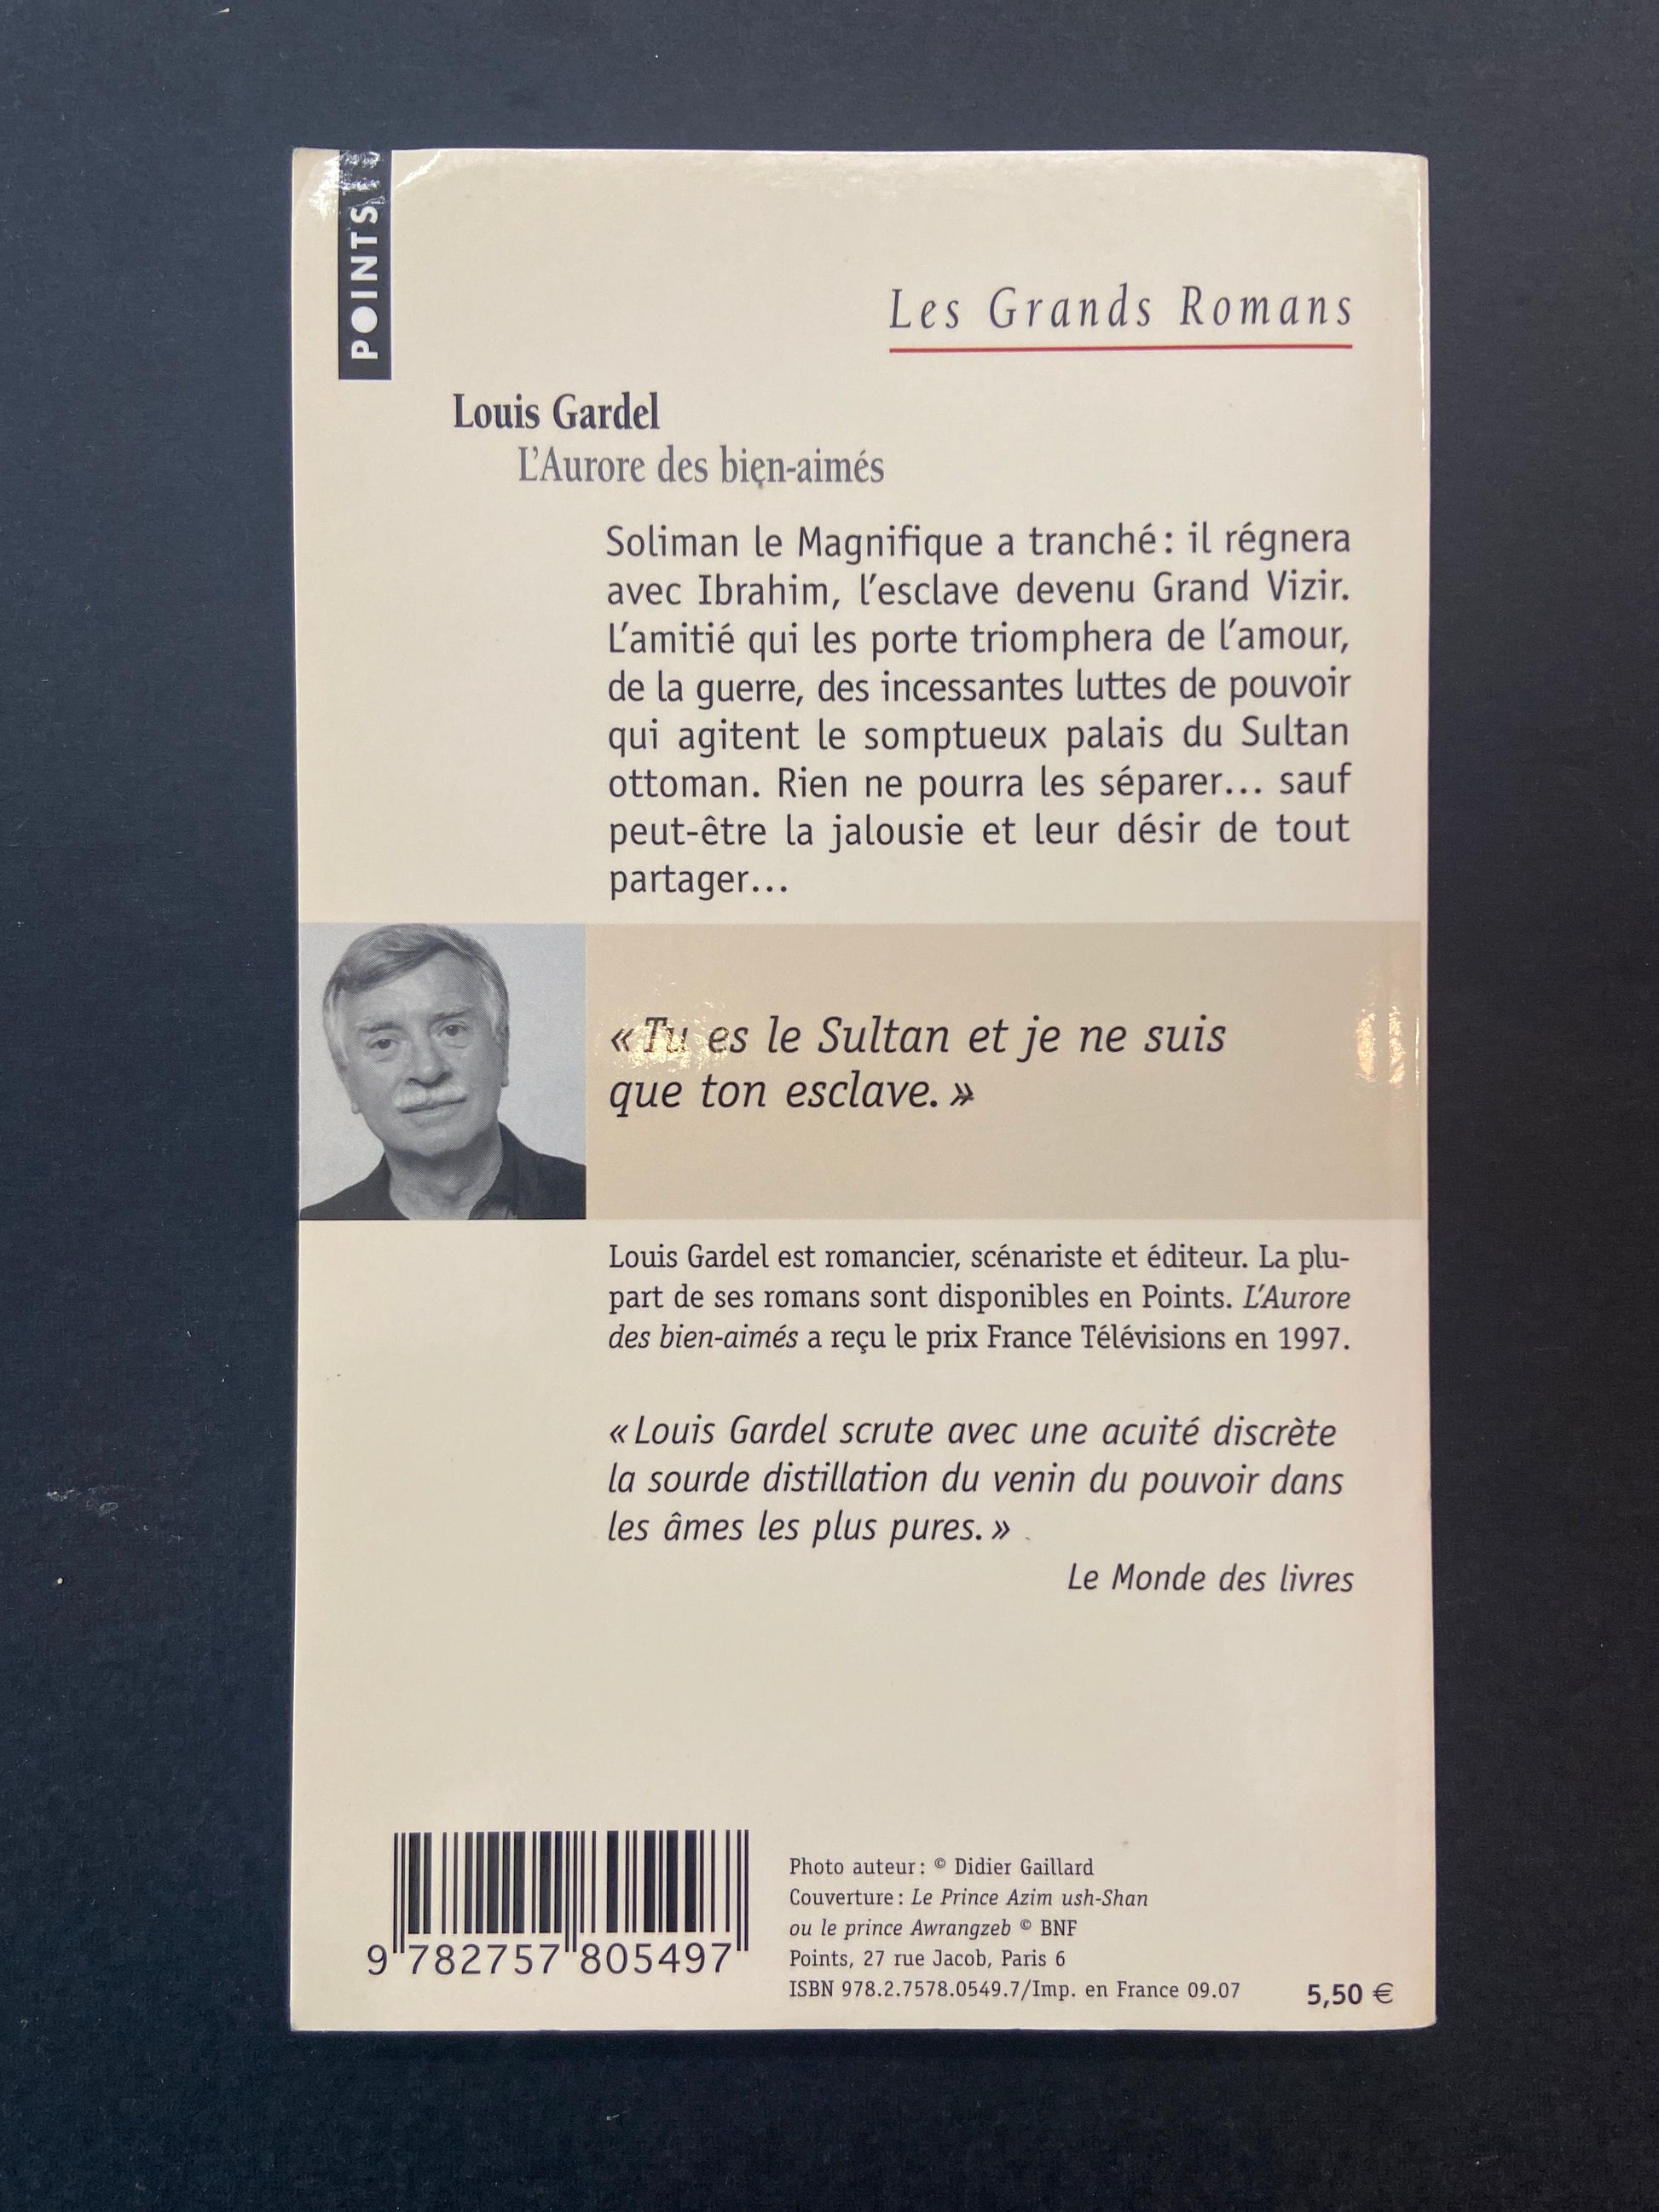 POINTS
Les Grands Romans
Louis Gardel
L'Aurore des bien-aimés
Soliman le Magnifique a tranché : il régnera
avec Ibrahim, l'esclave devenu Grand Vizir.
L'amitié qui les porte triomphera de l'amour,
de la guerre, des incessantes luttes de pouvoir
qui agitent le somptueux palais du Sultan
ottoman. Rien ne pourra les séparer... sauf
peut-être la jalousie et leur désir de tout
partager...
« Tu es le Sultan et je ne suis
que ton esclave. »
Louis Gardel est romancier, scénariste et éditeur. La plu-
part de ses romans sont disponibles en Points. L'Aurore
des bien-aimés a reçu le prix France Télévisions en 1997.
« Louis Gardel scrute avec une acuité discrète
la sourde distillation du venin du pouvoir dans
les âmes les plus pures. »
Le Monde des livres
9 782757 805497
Photo auteur : © Didier Gaillard
Couverture : Le Prince Azim ush-Shan
ou le prince Awrangzeb © BNF
Points, 27 rue Jacob, Paris 6
ISBN 978.2.7578.0549.7/Imp. en France 09.07
5,50 €